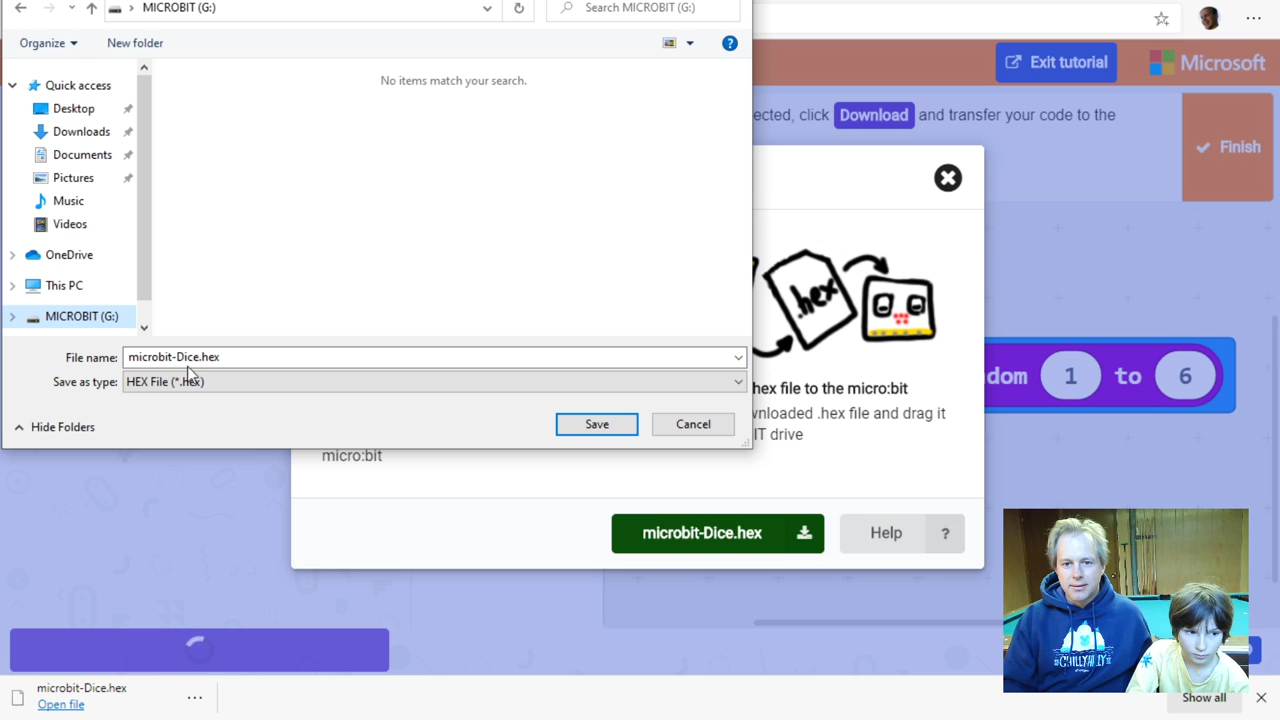 MICROBIT (G:)
Search MICROBIT (G:)
Organize
New folder
No items match your search.
Quick access
Desktop
Downloads
Documents
Pictures
Music
Videos
OneDrive
This PC
MICROBIT (G:)
File name: microbit-Dice.hex
Save as type: HEX File (*.hex)
Hide Folders
Save
Cancel
Exit tutorial
Microsoft
ected, click Download and transfer your code to the
Finish
.hex
hex file to the micro:bit
wnloaded .hex file and drag it
IT drive
micro:bit
dom 1 to 6
microbit-Dice.hex
Help ?
CHILLYHILLY
microbit-Dice.hex
Open file
Show all